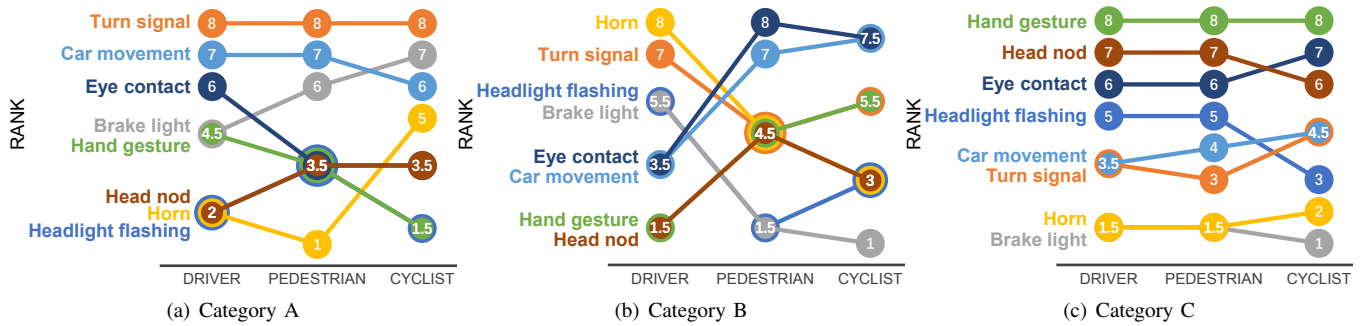 RANK
Turn signal
Car movement
Eye contact
Brake light
Hand gesture
Head nod
Horn
Headlight flashing
8 8 8
7 7 7
6 6 6
4.5 5
3.5 3.5
2 1.5
1
DRIVER PEDESTRIAN CYCLIST
(a) Category A
RANK
Horn
Turn signal
Headlight flashing
Brake light
Eye contact
Car movement
Hand gesture
Head nod
8 8 7.5
7 7
5.5 5.5
4.5
3.5 3
1.5 1.5 1
DRIVER PEDESTRIAN CYCLIST
(b) Category B
RANK
Hand gesture
Head nod
Eye contact
Headlight flashing
Car movement
Turn signal
Horn
Brake light
8 8 8
7 7 7
6 6 6
5 5 4.5
3.5 4
3 3
1.5 1.5 2
1
DRIVER PEDESTRIAN CYCLIST
(c) Category C